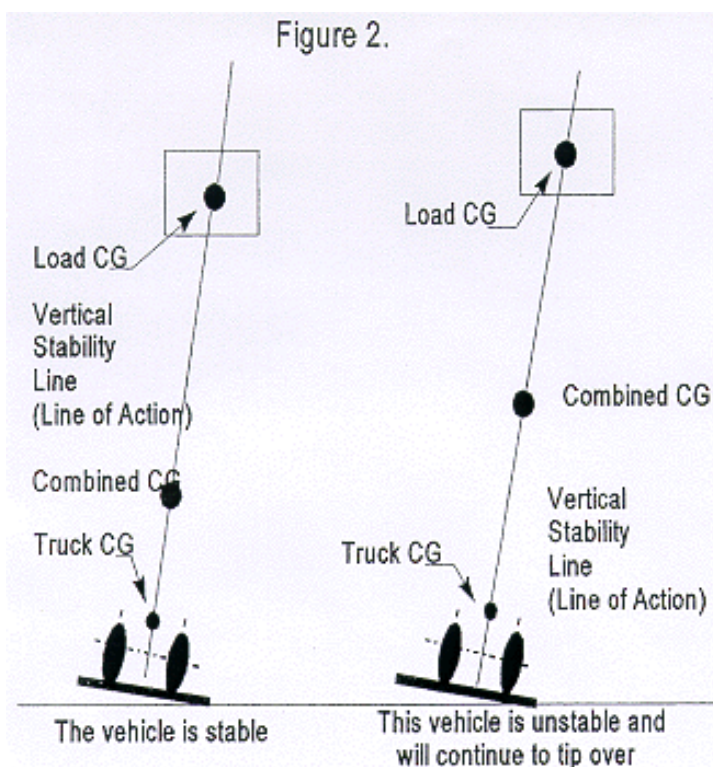 Figure 2.
Load CG
Vertical
Stability
Line
(Line of Action)
Combined CG
Truck CG
The vehicle is stable
Load CG
Combined CG
Vertical
Stability
Line
(Line of Action)
Truck CG
This vehicle is unstable and
will continue to tip over